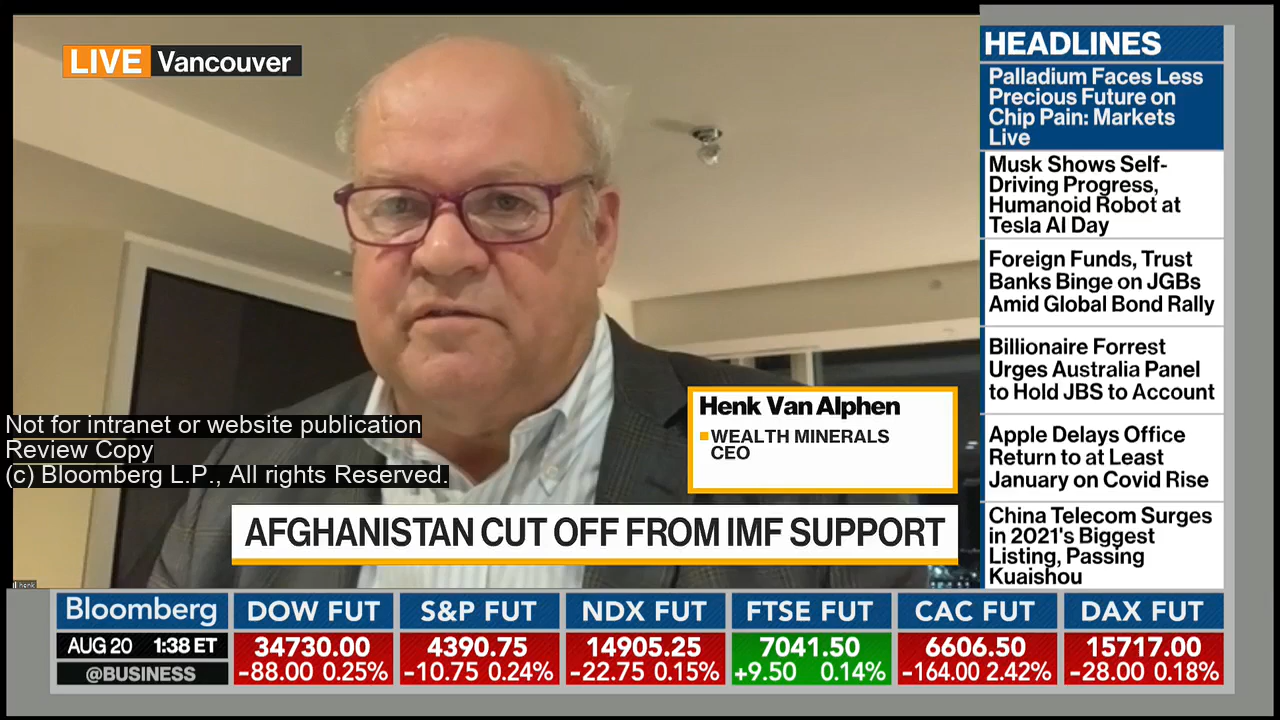 LIVE Vancouver
HEADLINES
Palladium Faces Less
Precious Future on
Chip Pain: Markets
Live
Musk Shows Self-
Driving Progress,
Humanoid Robot at
Tesla AI Day
Foreign Funds, Trust
Banks Binge on JGBs
Amid Global Bond Rally
Billionaire Forrest
Urges Australia Panel
to Hold JBS to Account
Apple Delays Office
Return to at Least
January on Covid Rise
China Telecom Surges
in 2021's Biggest
Listing, Passing
Kuaishou
Henk Van Alphen
WEALTH MINERALS
CEO
Not for intranet or website publication
Review Copy
(c) Bloomberg L.P., All rights Reserved.
AFGHANISTAN CUT OFF FROM IMF SUPPORT
henk
Bloomberg DOW FUT S&P FUT NDX FUT FTSE FUT CAC FUT DAX FUT
AUG 20 1:38 ET 34730.00 4390.75 14905.25 7041.50 6606.50 15717.00
@BUSINESS -88.00 0.25% -10.75 0.24% -22.75 0.15% +9.50 0.14% -164.00 2.42% -28.00 0.18%